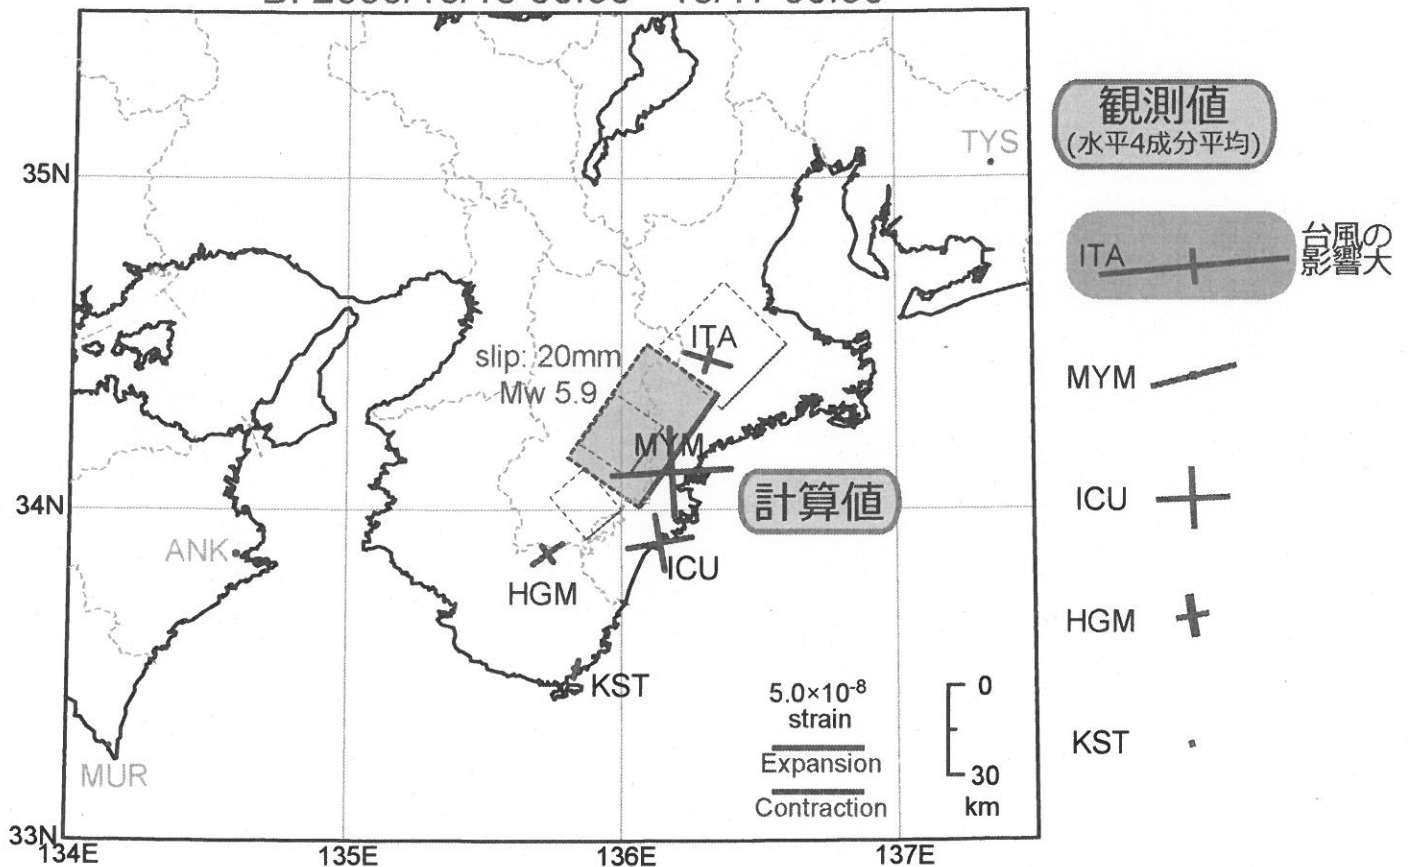 35N
34N
33N
134E
135E
136E
137E
TYS
ITA
slip: 20mm
Mw 5.9
MYM
計算値
ANK
HGM
ICU
KST
MUR
5.0×10-8
strain
Expansion
Contraction
0
30
km
観測値
(水平4成分平均)
ITA
台風の
影響大
MYM
ICU
HGM
KST